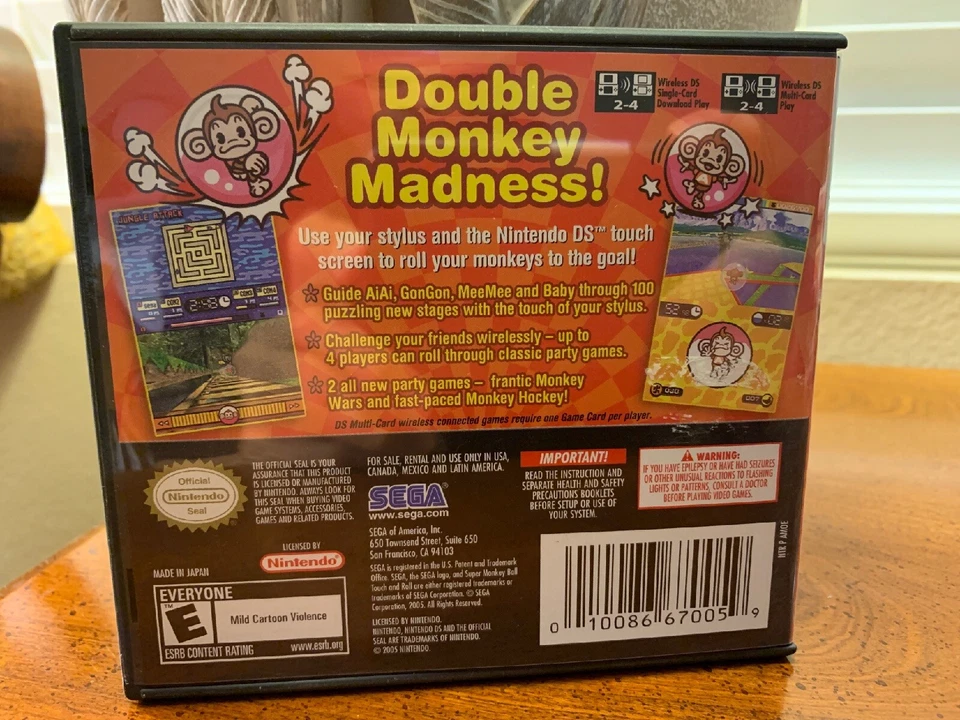 Double
Monkey
Madness!
2-4
Wireless DS
Single-Card
Download Play
2-4
Wireless DS
Multi-Card
Play
JUNGLE ATTACK
Use your stylus and the Nintendo DS™ touch
screen to roll your monkeys to the goal!
Guide AiAi, GonGon, MeeMee and Baby through 100
puzzling new stages with the touch of your stylus.
Challenge your friends wirelessly – up to
4 players can roll through classic party games.
2 all new party games – frantic Monkey
Wars and fast-paced Monkey Hockey!
DS Multi-Card wireless connected games require one Game Card per player.
Official
Nintendo
Seal
THE OFFICIAL SEAL IS YOUR
ASSURANCE THAT THIS PRODUCT
IS LICENSED OR MANUFACTURED
BY NINTENDO. ALWAYS LOOK FOR
THIS SEAL WHEN BUYING VIDEO
GAME SYSTEMS, ACCESSORIES,
GAMES AND RELATED PRODUCTS.
LICENSED BY
Nintendo
MADE IN JAPAN
EVERYONE
E
™
Mild Cartoon Violence
ESRB CONTENT RATING
www.esrb.org
FOR SALE, RENTAL AND USE ONLY IN USA,
CANADA, MEXICO AND LATIN AMERICA.
SEGA
www.sega.com
SEGA of America, Inc.
650 Townsend Street, Suite 650
San Francisco, CA 94103
SEGA is registered in the U.S. Patent and Trademark
Office. SEGA, the SEGA logo, and Super Monkey Ball
Touch and Roll are either registered trademarks or
trademarks of SEGA Corporation. © SEGA
Corporation, 2005. All Rights Reserved.
LICENSED BY NINTENDO.
NINTENDO, NINTENDO DS AND THE OFFICIAL
SEAL ARE TRADEMARKS OF NINTENDO.
© 2005 NINTENDO.
IMPORTANT!
READ THE INSTRUCTION AND
SEPARATE HEALTH AND SAFETY
PRECAUTIONS BOOKLETS
BEFORE SETUP OR USE OF
YOUR SYSTEM.
WARNING:
IF YOU HAVE EPILEPSY OR HAVE HAD SEIZURES
OR OTHER UNUSUAL REACTIONS TO FLASHING
LIGHTS OR PATTERNS, CONSULT A DOCTOR
BEFORE PLAYING VIDEO GAMES.
0 10086 67005 9
NTR P AMOE